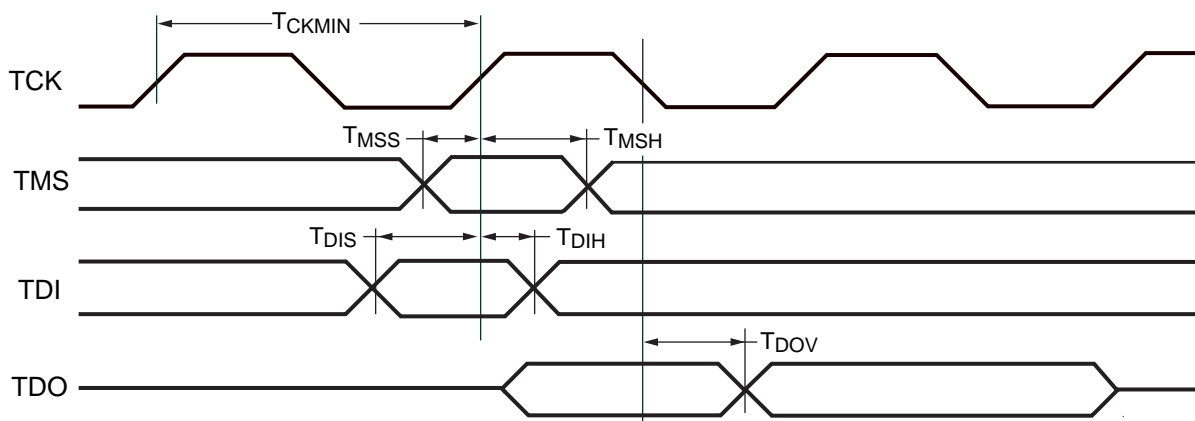 TCKMIN
TCK
TMSS TMSH
TMS
TDIS TDIH
TDI
TDOV
TDO